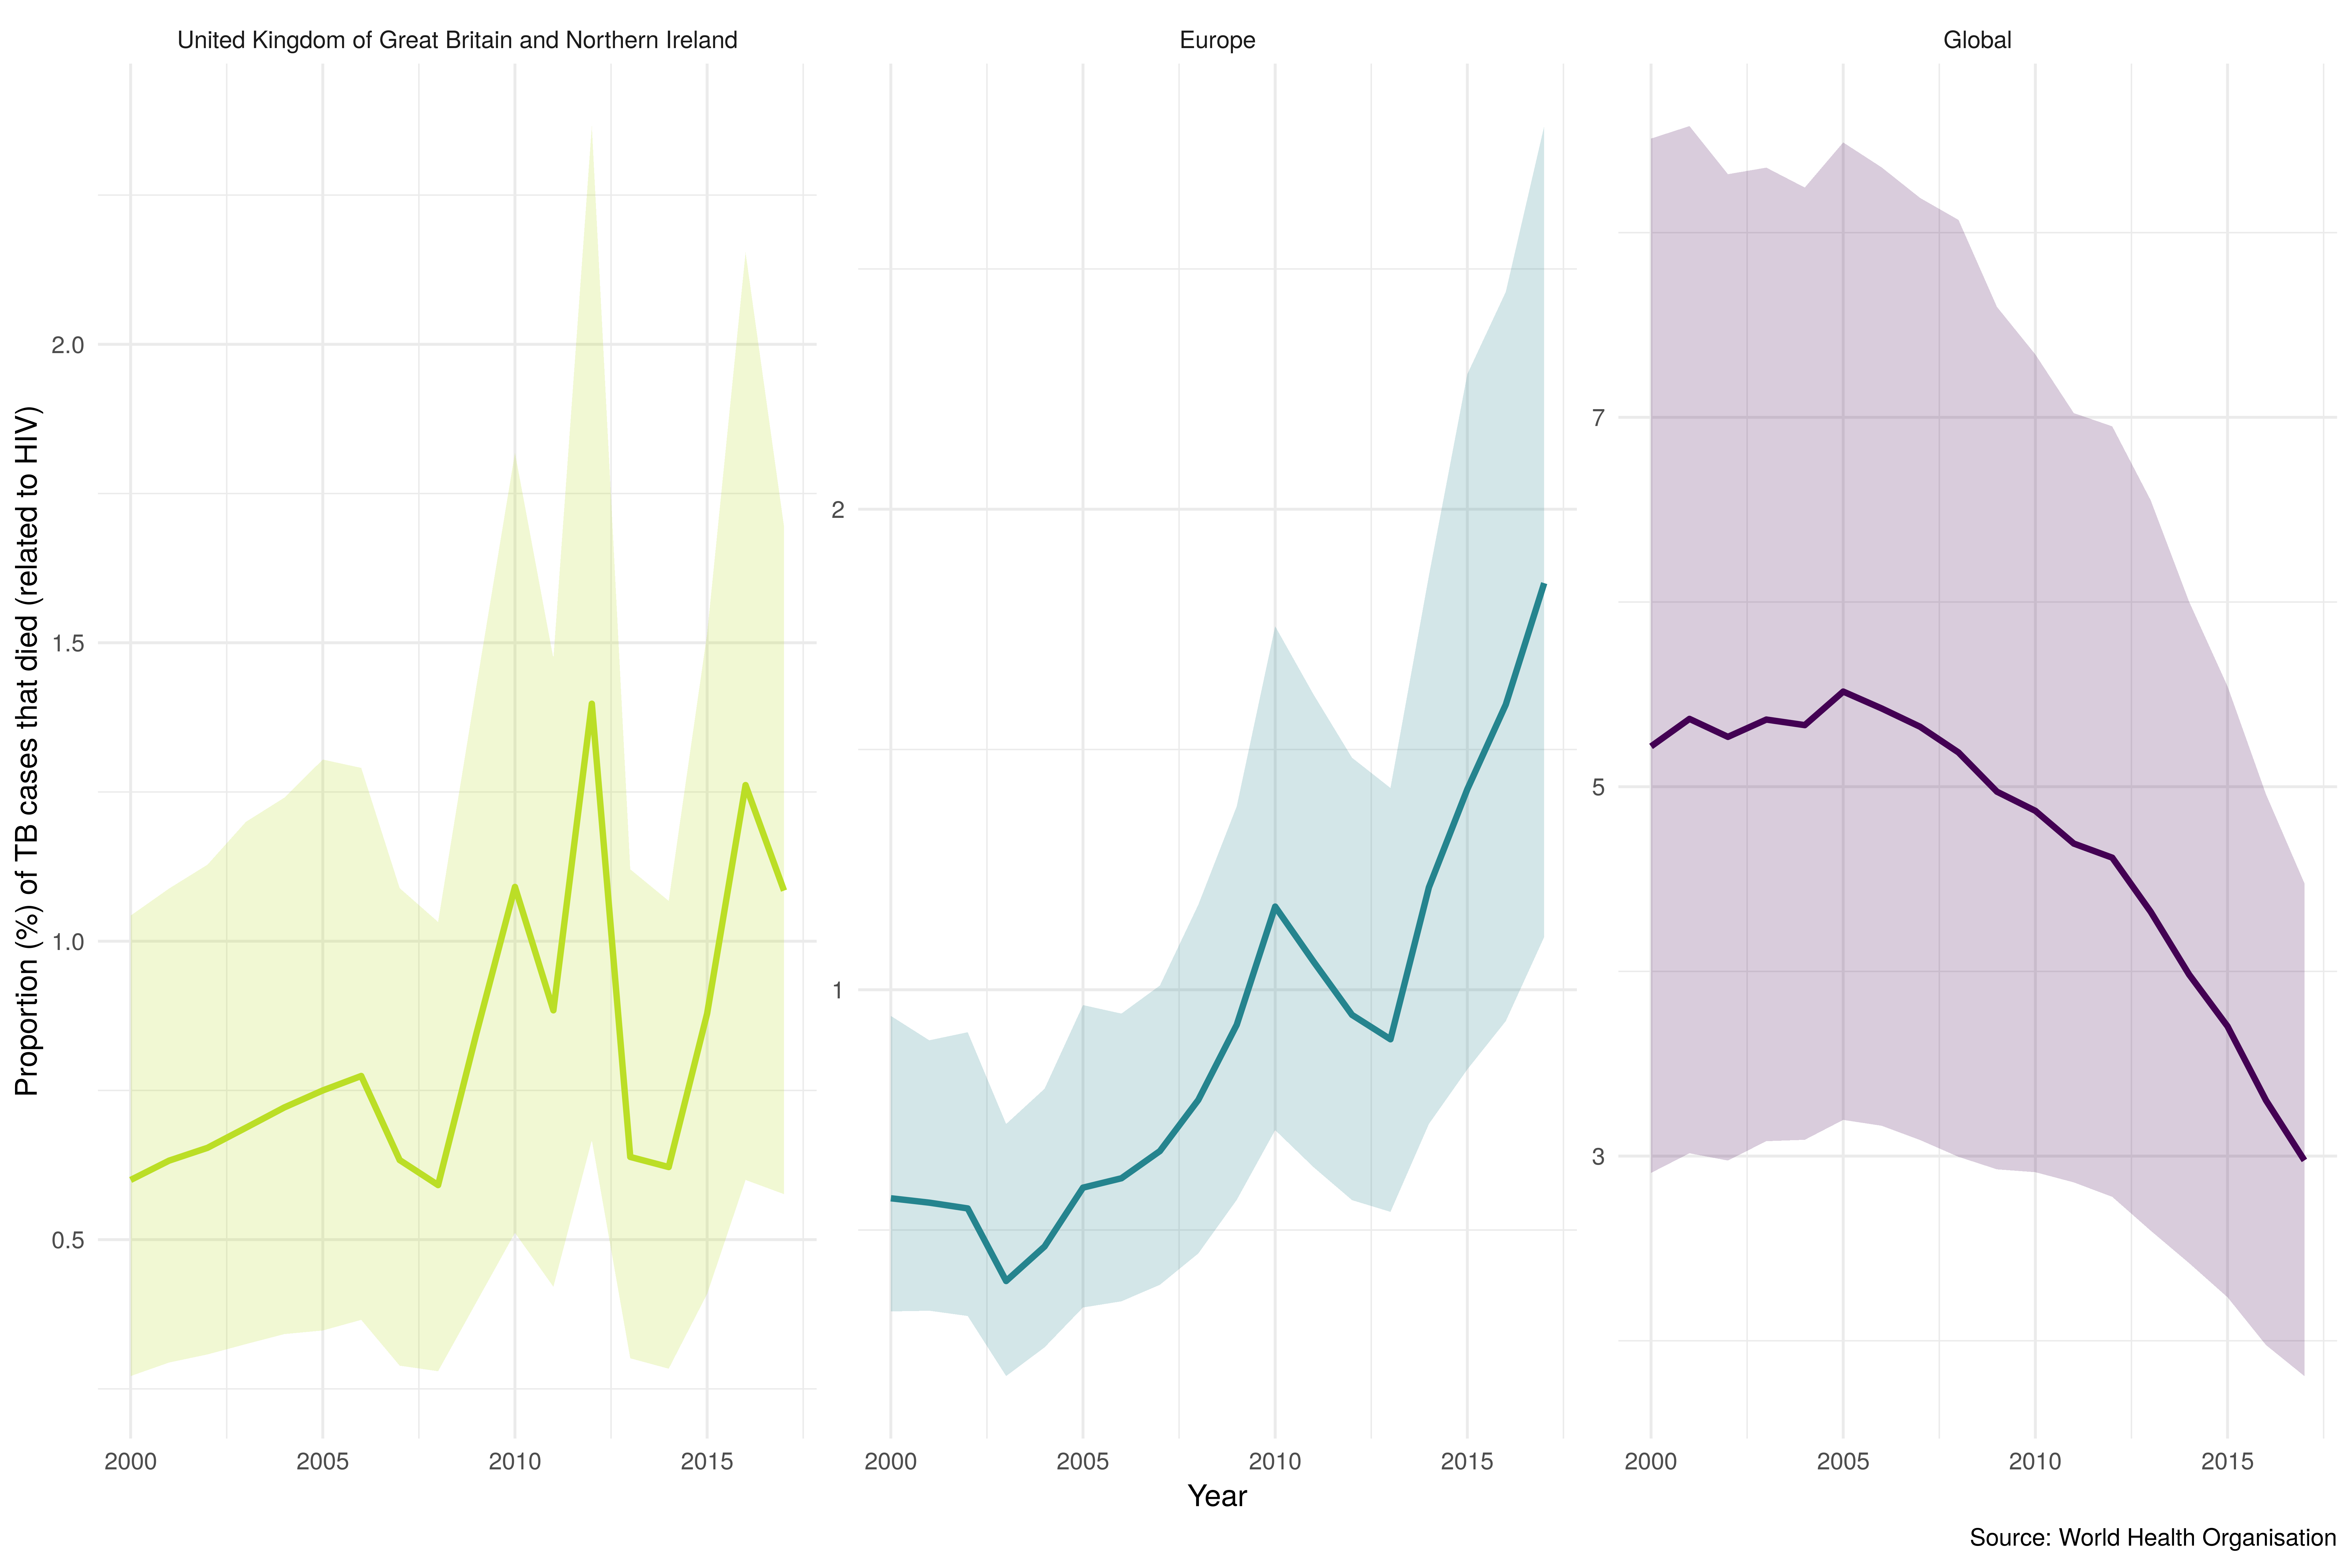 United Kingdom of Great Britain and Northern Ireland
Europe
Global
Proportion (%) of TB cases that died (related to HIV)
2.0
1.5
1.0
0.5
2
1
7
5
3
2000 2005 2010 2015
2000 2005 2010 2015
2000 2005 2010 2015
Year
Source: World Health Organisation